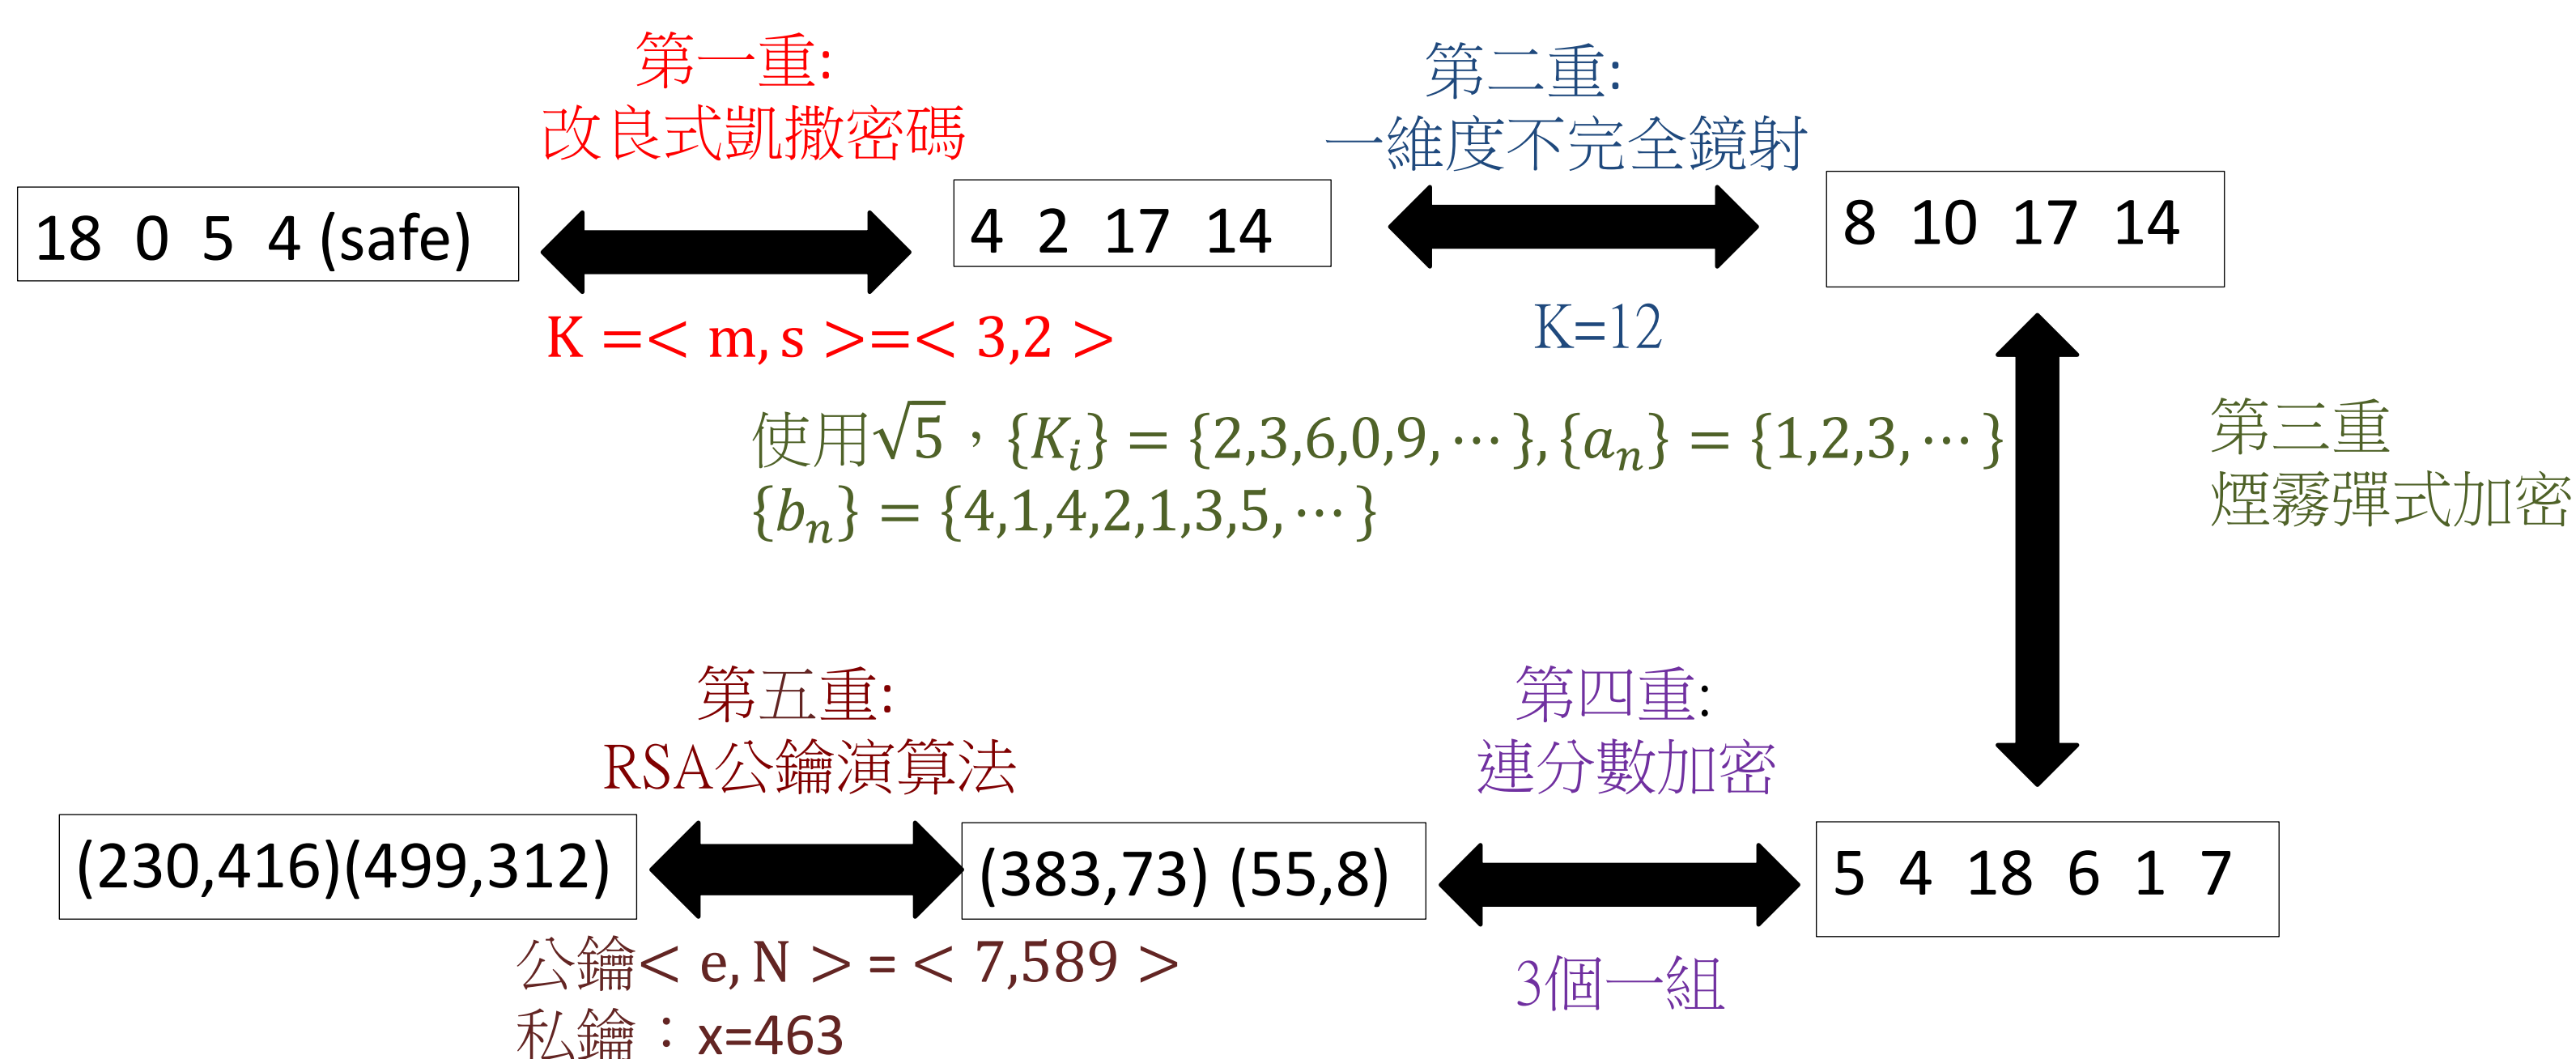 第一重:
改良式凱撒密碼
18 0 5 4 (safe)
K =< m, s >=< 3,2 >
4 2 17 14
第二重:
一維度不完全鏡射
K=12
8 10 17 14
使用√5，{Kᵢ} = {2,3,6,0,9,⋯}, {aₙ} = {1,2,3,⋯}
{bₙ} = {4,1,4,2,1,3,5,⋯}
第三重
煙霧彈式加密
5 4 18 6 1 7
第四重:
連分數加密
3個一組
(383,73) (55,8)
第五重:
RSA公鑰演算法
公鑰< e, N > = < 7,589 >
私鑰：x=463
(230,416)(499,312)